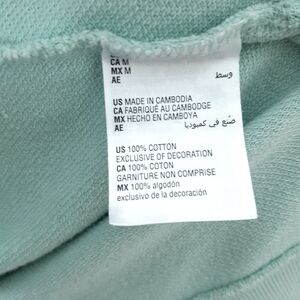 CA M
MX M
AE وسط
US MADE IN CAMBODIA
CA FABRIQUÉ AU CAMBODGE
MX HECHO EN CAMBOYA
AE صنع في كمبوديا
US 100% COTTON
EXCLUSIVE OF DECORATION
CA 100% COTON
GARNITURE NON COMPRISE
MX 100% algodón
exclusivo de la decoración